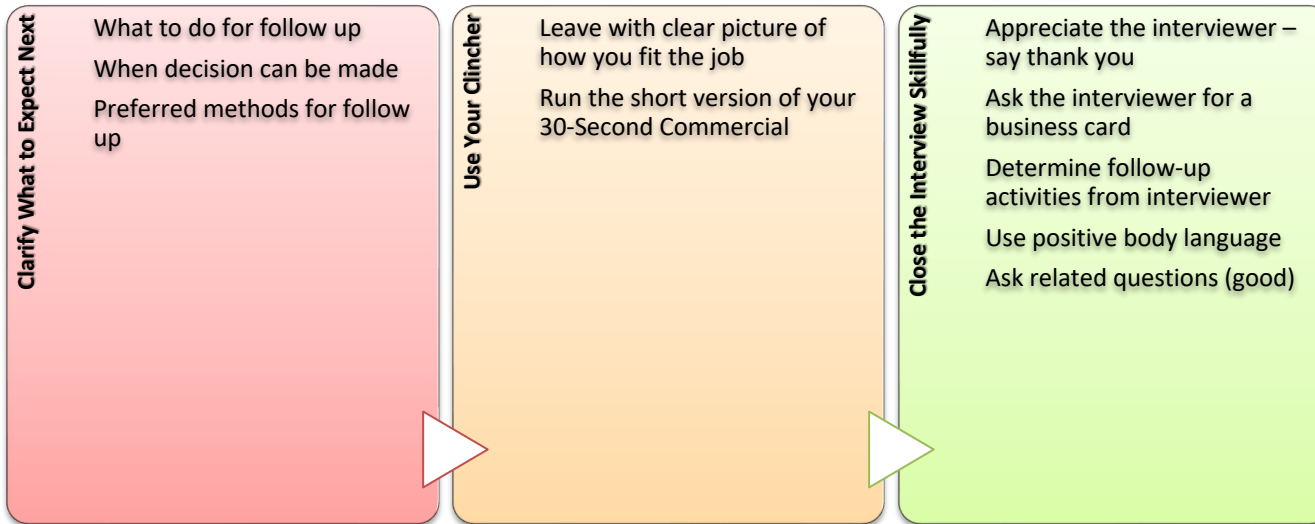 Clarify What to Expect Next
What to do for follow up
When decision can be made
Preferred methods for follow
up
Use Your Clincher
Leave with clear picture of
how you fit the job
Run the short version of your
30-Second Commercial
Close the Interview Skillfully
Appreciate the interviewer –
say thank you
Ask the interviewer for a
business card
Determine follow-up
activities from interviewer
Use positive body language
Ask related questions (good)